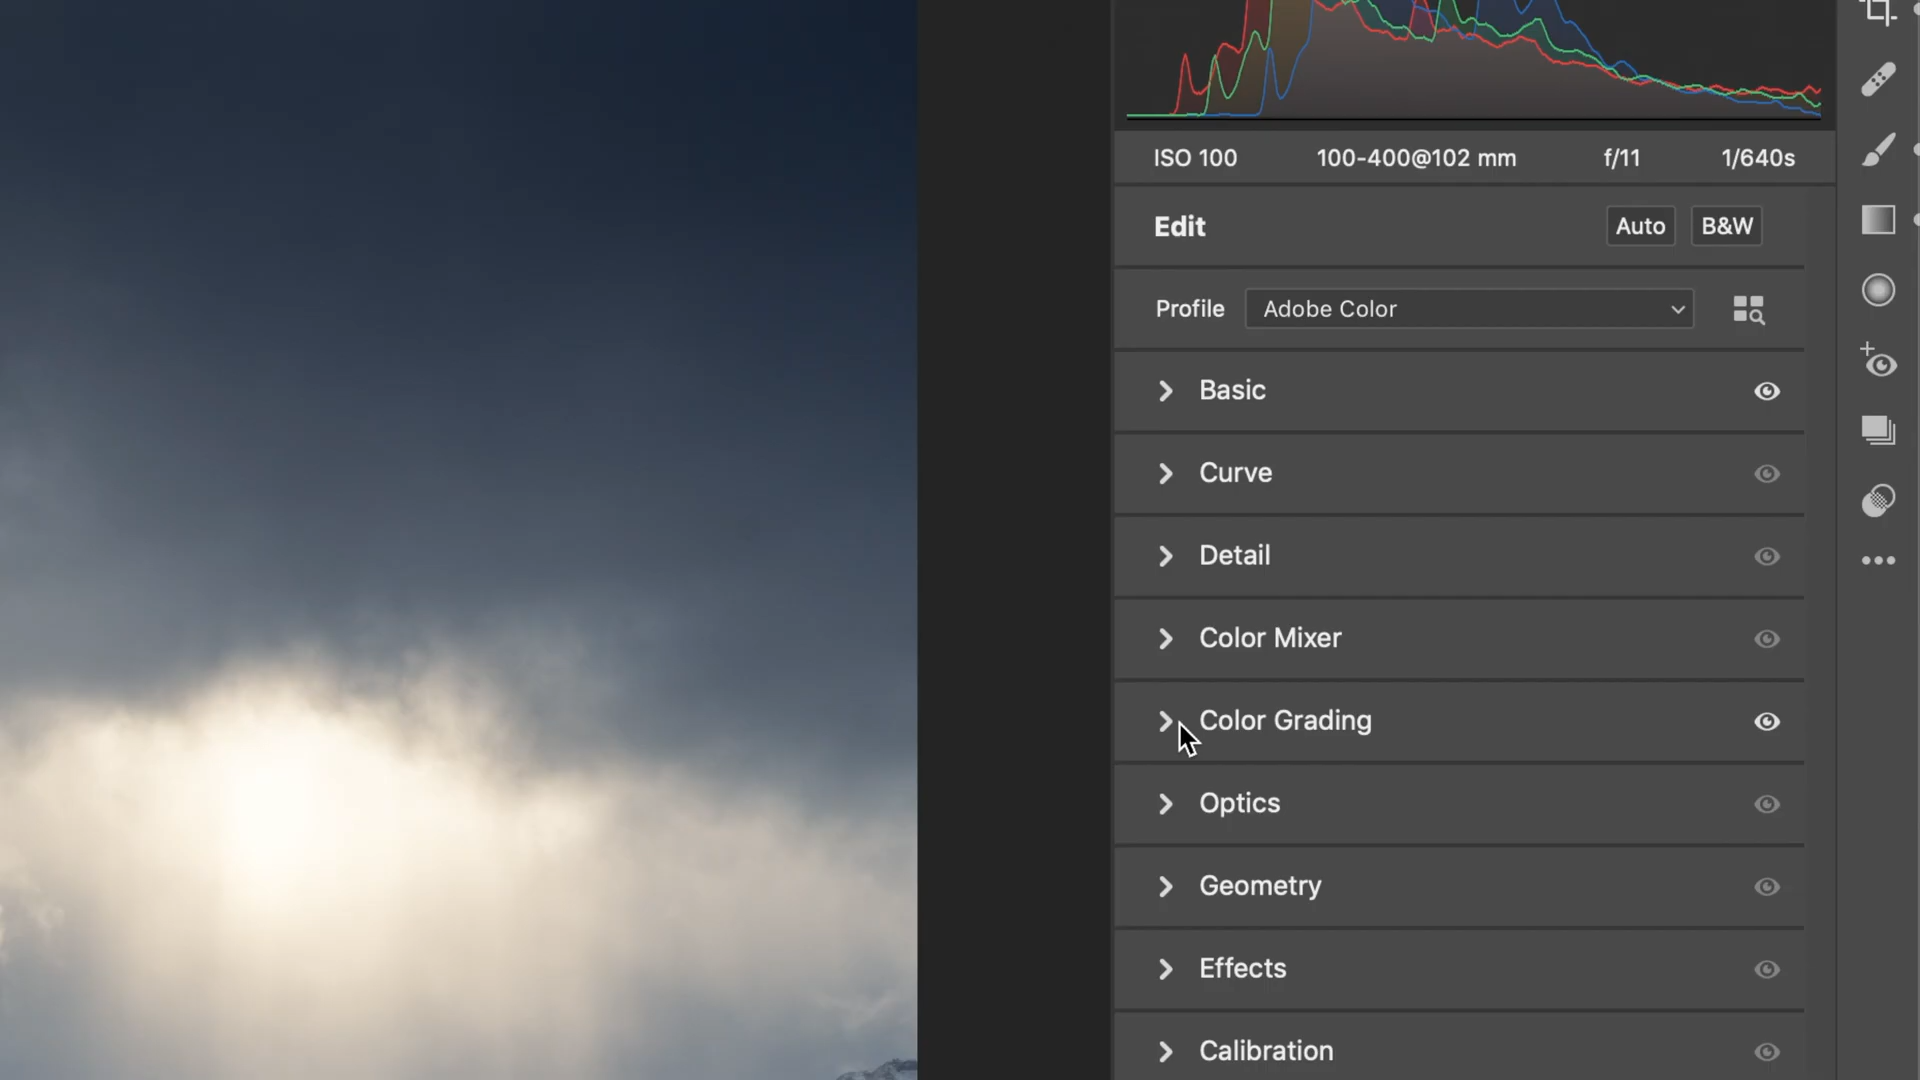 ISO 100 100-400@102 mm f/11 1/640s
Edit Auto B&W
Profile Adobe Color
Basic
Curve
Detail
Color Mixer
Color Grading
Optics
Geometry
Effects
Calibration